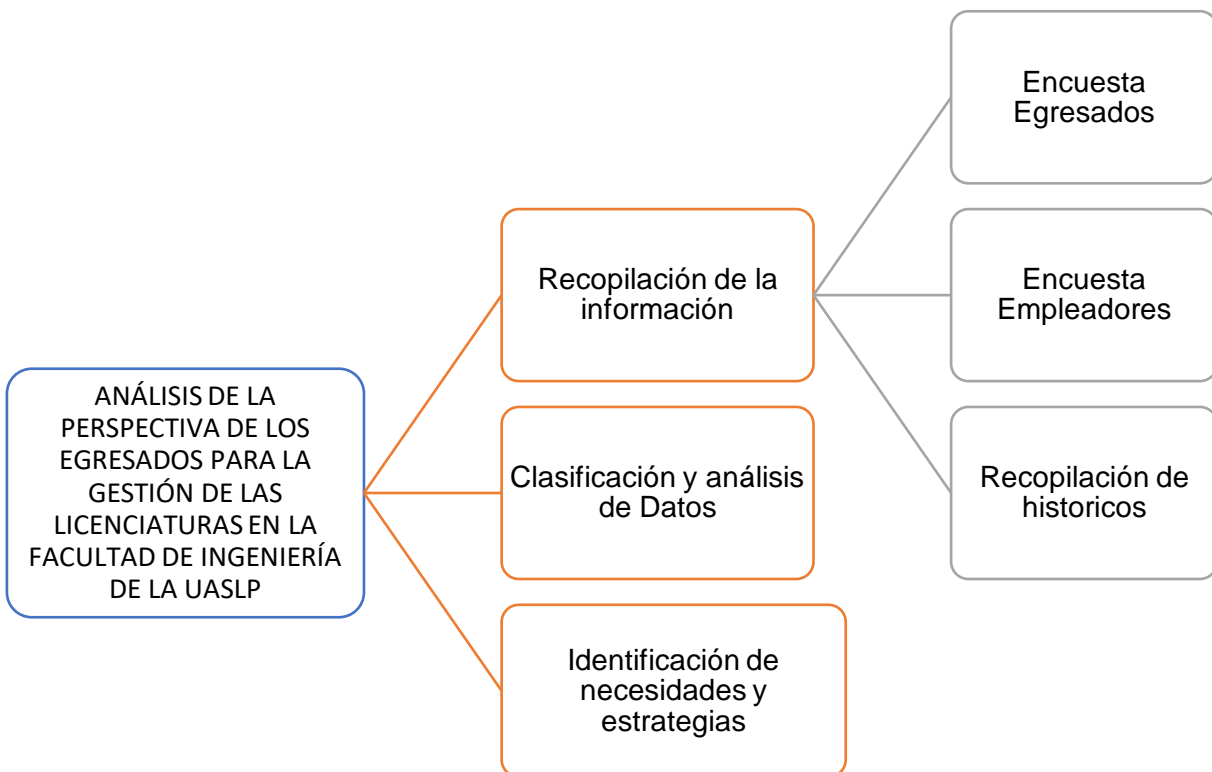 ANÁLISIS DE LA
PERSPECTIVA DE LOS
EGRESADOS PARA LA
GESTIÓN DE LAS
LICENCIATURAS EN LA
FACULTAD DE INGENIERÍA
DE LA UASLP
Recopilación de la
información
Encuesta
Egresados
Encuesta
Empleadores
Recopilación de
historicos
Clasificación y análisis
de Datos
Identificación de
necesidades y
estrategias